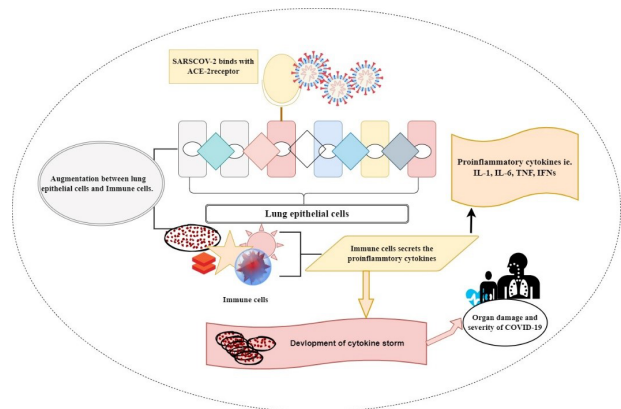 SARSCOV-2 binds with
ACE-2receptor
Augmentation between lung
epithelial cells and Immune cells.
Proinflammatory cytokines ie.
IL-1, IL-6, TNF, IFNs
Lung epithelial cells
Immune cells secrets the
proinflammtory cytokines
Immune cells
Organ damage and
severity of COVID-19
Devlopment of cytokine storm